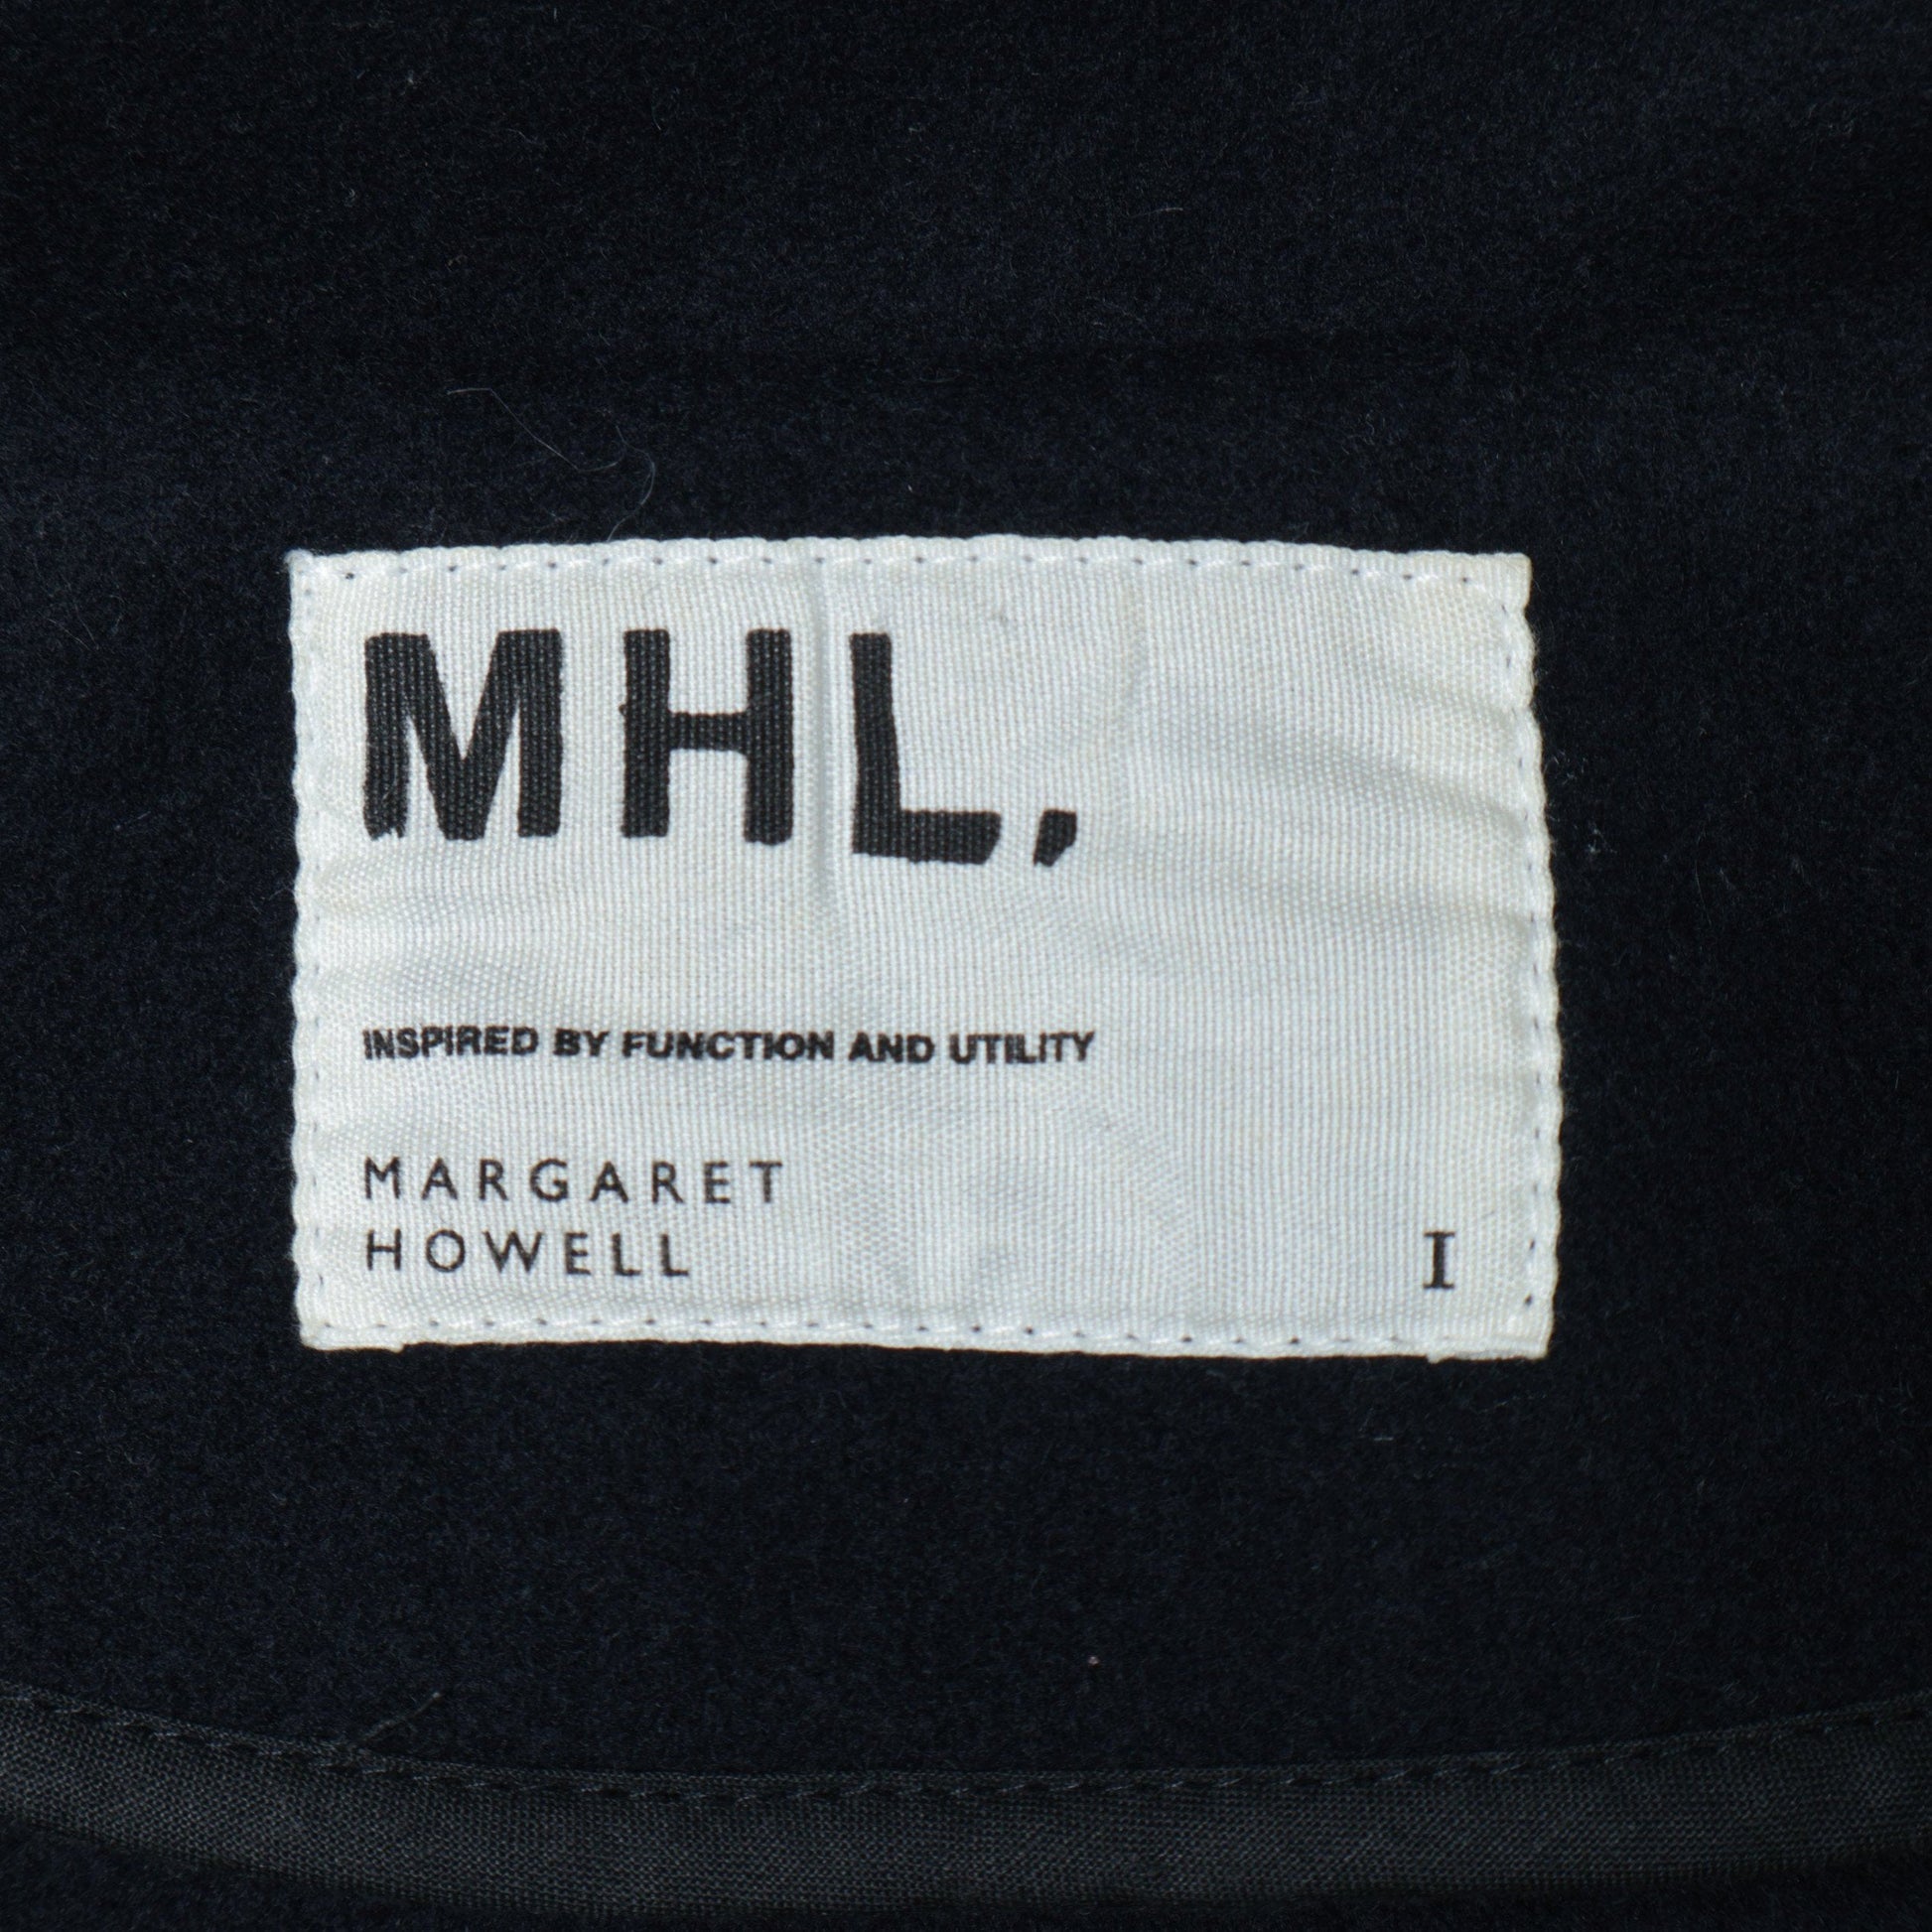 MHL,
INSPIRED BY FUNCTION AND UTILITY
MARGARET
HOWELL
I